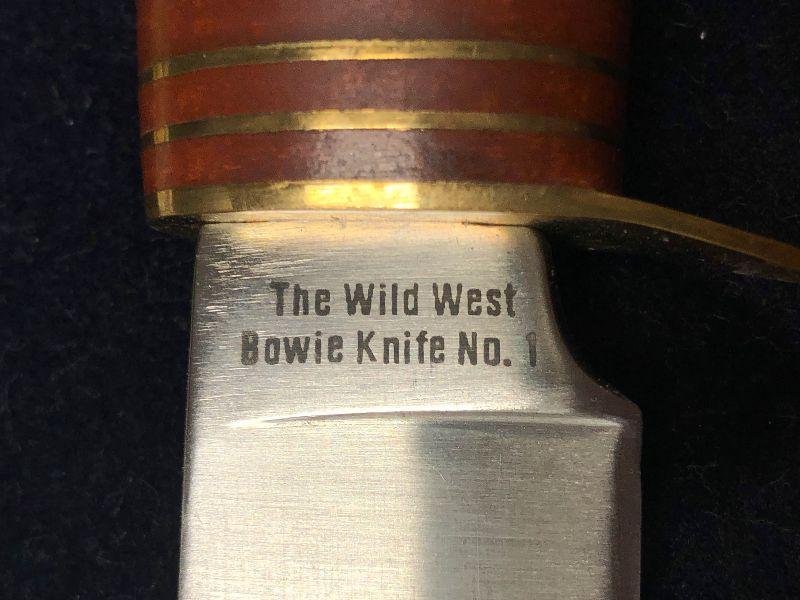 The Wild West
Bowie Knife No. 1